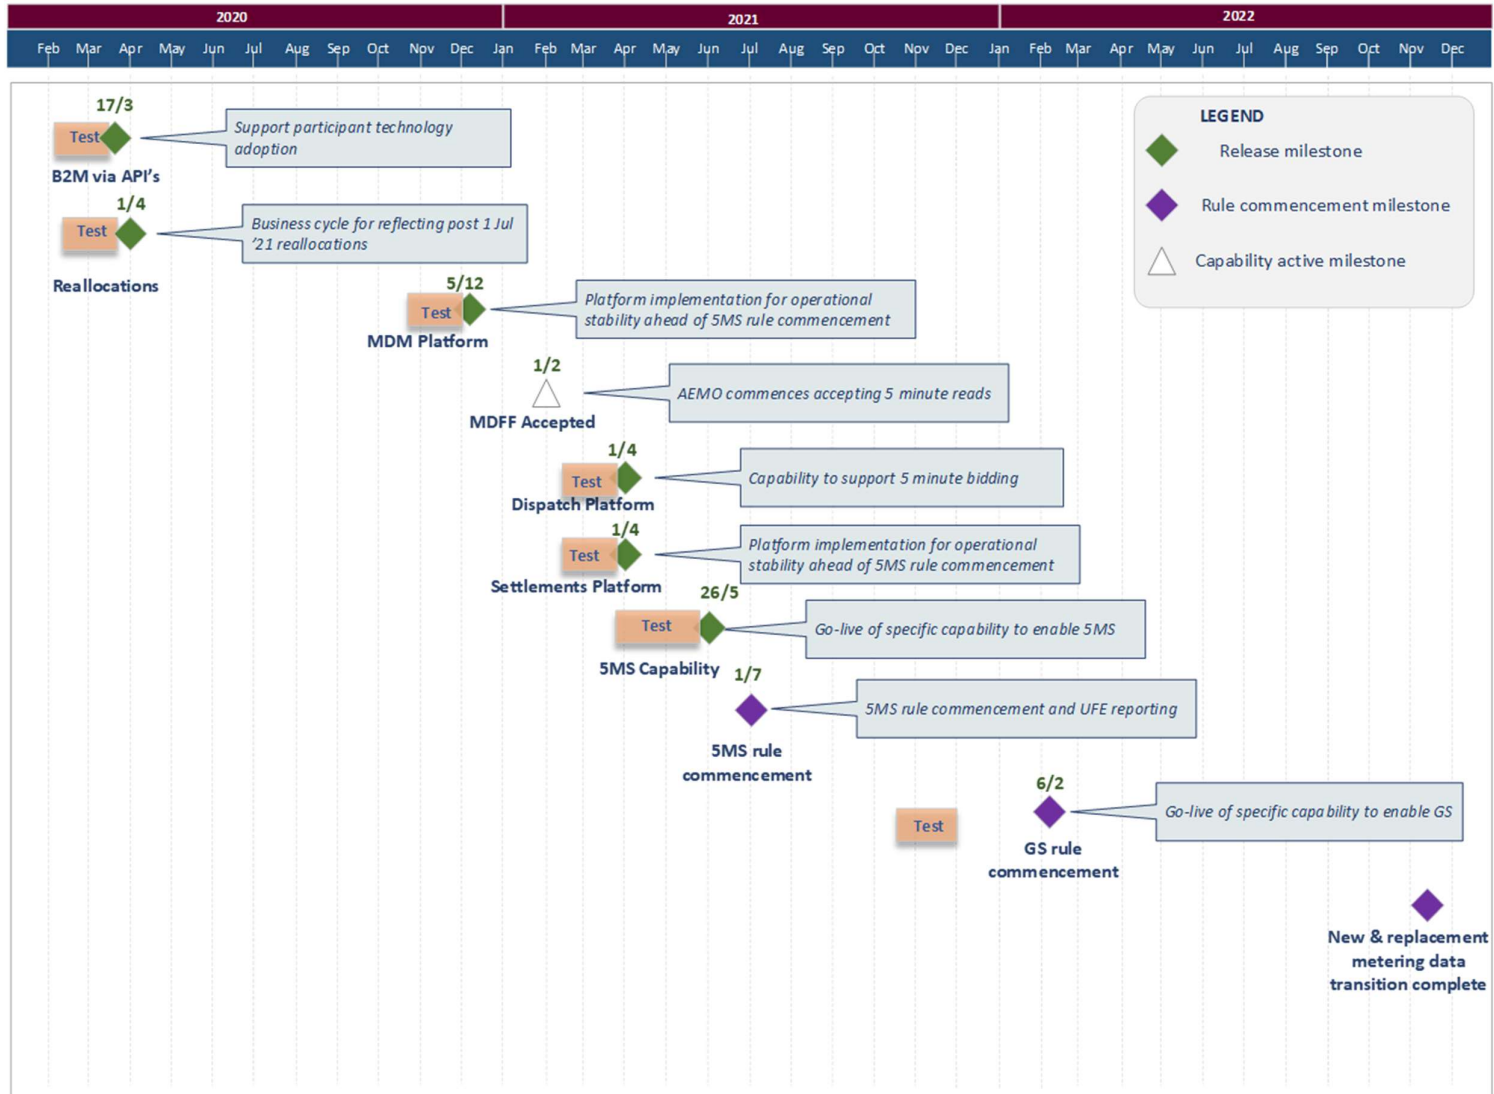 2020 2021 2022
Feb Mar Apr May Jun Jul Aug Sep Oct Nov Dec Jan Feb Mar Apr May Jun Jul Aug Sep Oct Nov Dec Jan Feb Mar Apr May Jun Jul Aug Sep Oct Nov Dec
LEGEND
Release milestone
Rule commencement milestone
Capability active milestone
17/3
Test
B2M via API's
Support participant technology
adoption
1/4
Test
Reallocations
Business cycle for reflecting post 1 Jul
'21 reallocations
5/12
Test
MDM Platform
Platform implementation for operational
stability ahead of 5MS rule commencement
1/2
MDFF Accepted
AEMO commences accepting 5 minute reads
1/4
Test
Dispatch Platform
Capability to support 5 minute bidding
1/4
Test
Settlements Platform
Platform implementation for operational
stability ahead of 5MS rule commencement
26/5
Test
5MS Capability
Go-live of specific capability to enable 5MS
1/7
5MS rule
commencement
5MS rule commencement and UFE reporting
Test
6/2
GS rule
commencement
Go-live of specific capability to enable GS
New & replacement
metering data
transition complete